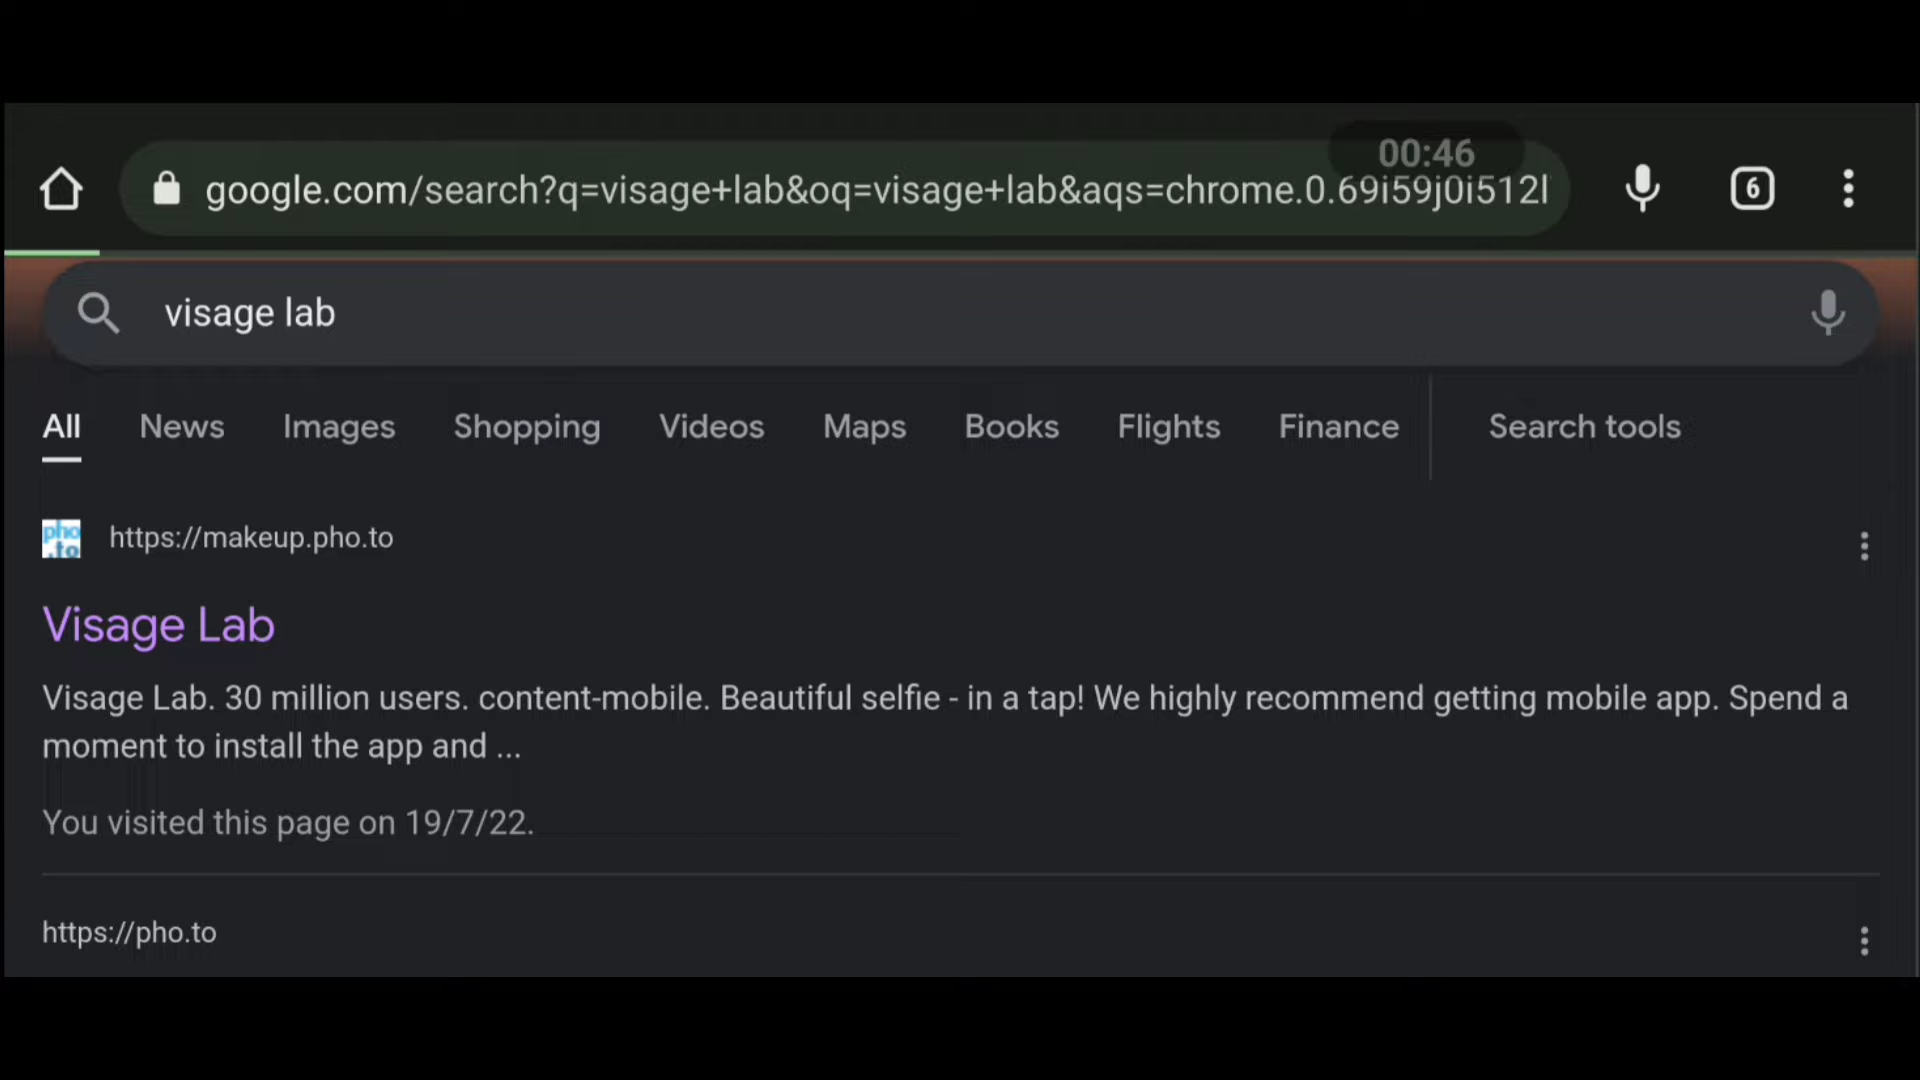 00:46
google.com/search?q=visage+lab&oq=visage+lab&aqs=chrome.0.69i59j0i512l
6
visage lab
All News Images Shopping Videos Maps Books Flights Finance Search tools
pho.to
https://makeup.pho.to
Visage Lab
Visage Lab. 30 million users. content-mobile. Beautiful selfie - in a tap! We highly recommend getting mobile app. Spend a
moment to install the app and ...
You visited this page on 19/7/22.
https://pho.to